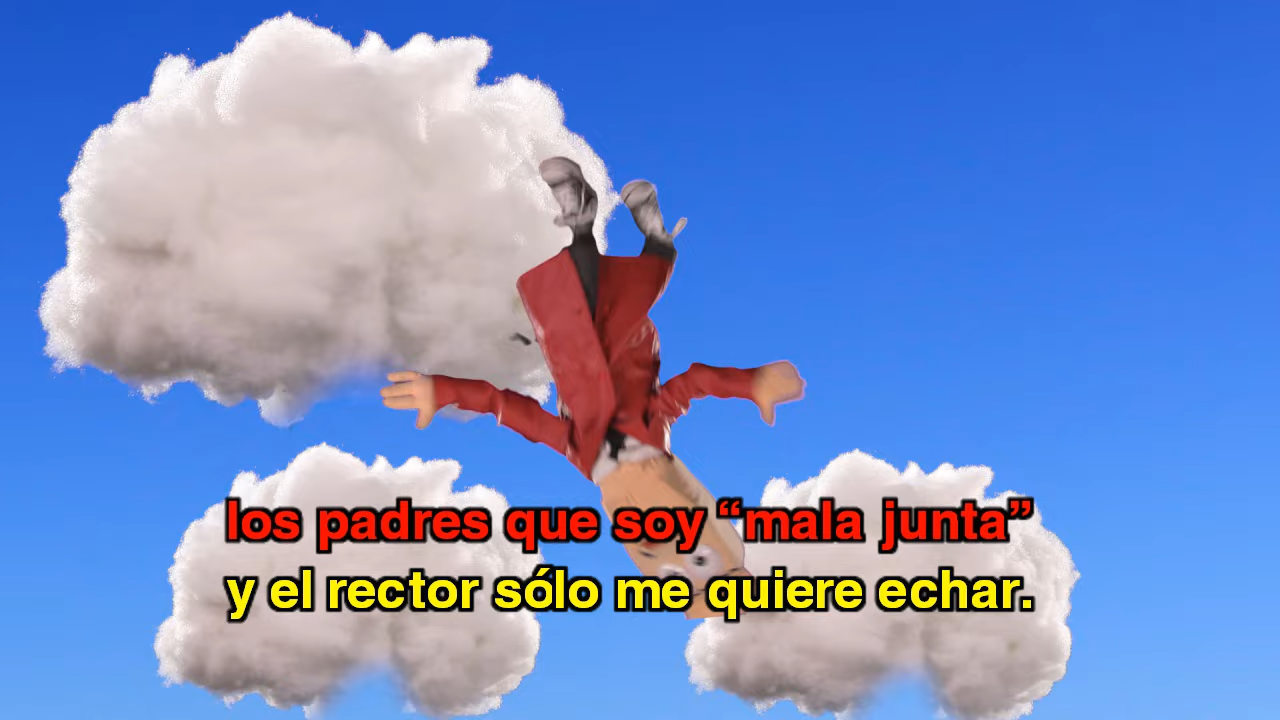 los padres que soy “mala junta”
y el rector sólo me quiere echar.